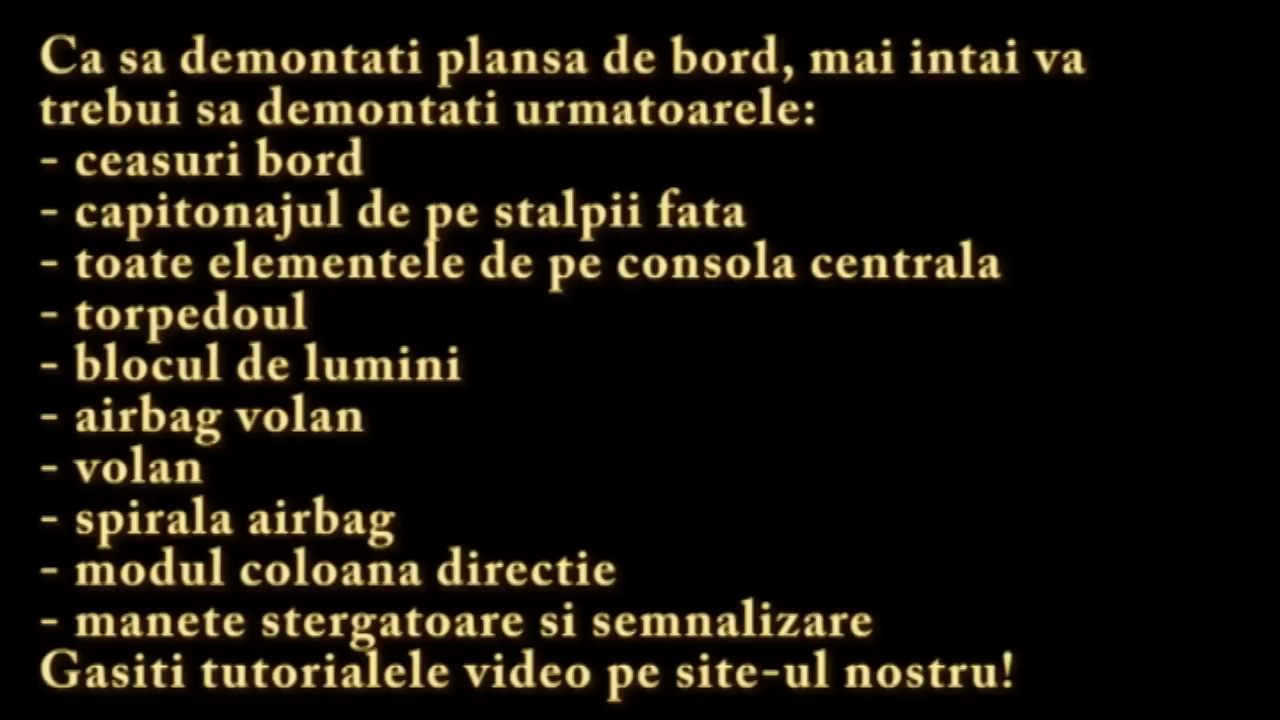 Ca sa demontati plansa de bord, mai intai va
trebui sa demontati urmatoarele:
- ceasuri bord
- capitonajul de pe stalpii fata
- toate elementele de pe consola centrala
- torpedoul
- blocul de lumini
- airbag volan
- volan
- spirala airbag
- modul coloana directie
- manete stergatoare si semnalizare
Gasiti tutorialele video pe site-ul nostru!